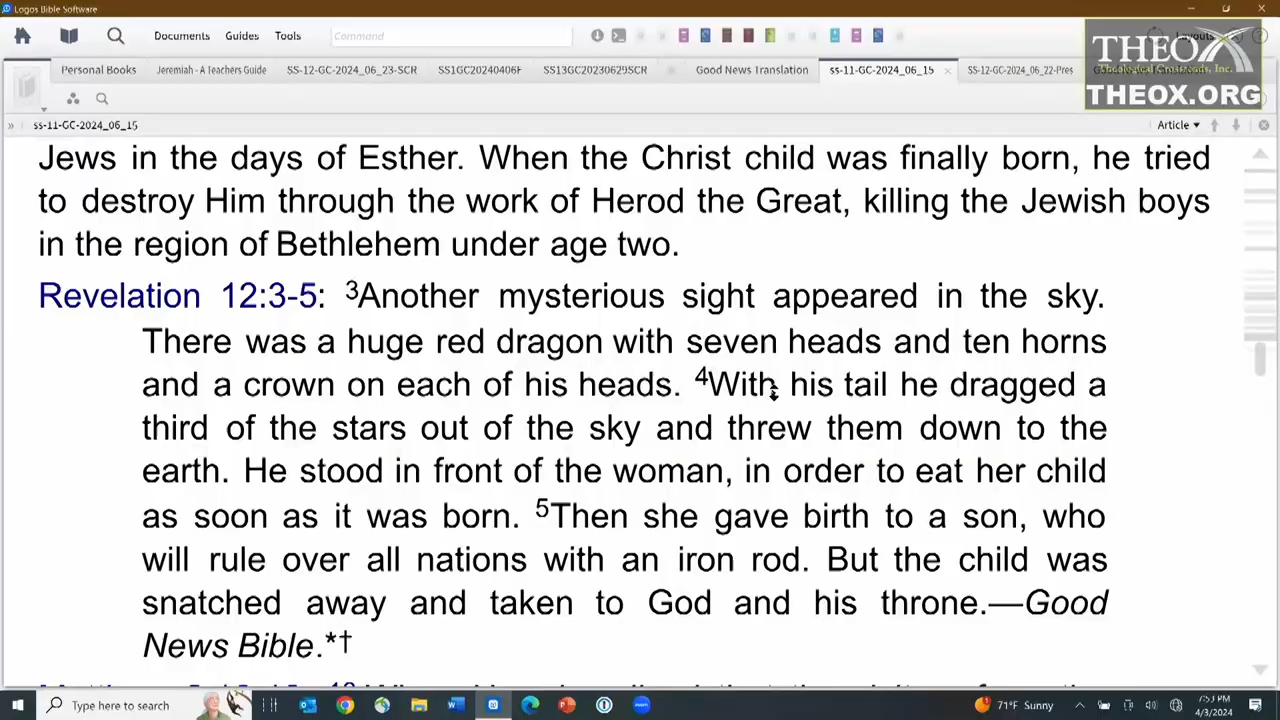 Logos Bible Software
Documents Guides Tools Command Layouts
THEOX
Theological Crossroads, Inc.
THEOX.ORG
Personal Books Jeremiah - A Teachers Guide SS-12-GC-2024_06_23-SCR SS13GC20230629SCR Good News Translation ss-11-GC-2024_06_15 SS-12-GC-2024_06_22-Pres
ss-11-GC-2024_06_15 Article
Jews in the days of Esther. When the Christ child was finally born, he tried
to destroy Him through the work of Herod the Great, killing the Jewish boys
in the region of Bethlehem under age two.
Revelation 12:3-5: 3Another mysterious sight appeared in the sky.
There was a huge red dragon with seven heads and ten horns
and a crown on each of his heads. 4With his tail he dragged a
third of the stars out of the sky and threw them down to the
earth. He stood in front of the woman, in order to eat her child
as soon as it was born. 5Then she gave birth to a son, who
will rule over all nations with an iron rod. But the child was
snatched away and taken to God and his throne.—Good
News Bible.*†
Type here to search 71°F Sunny 7:53 PM
4/3/2024